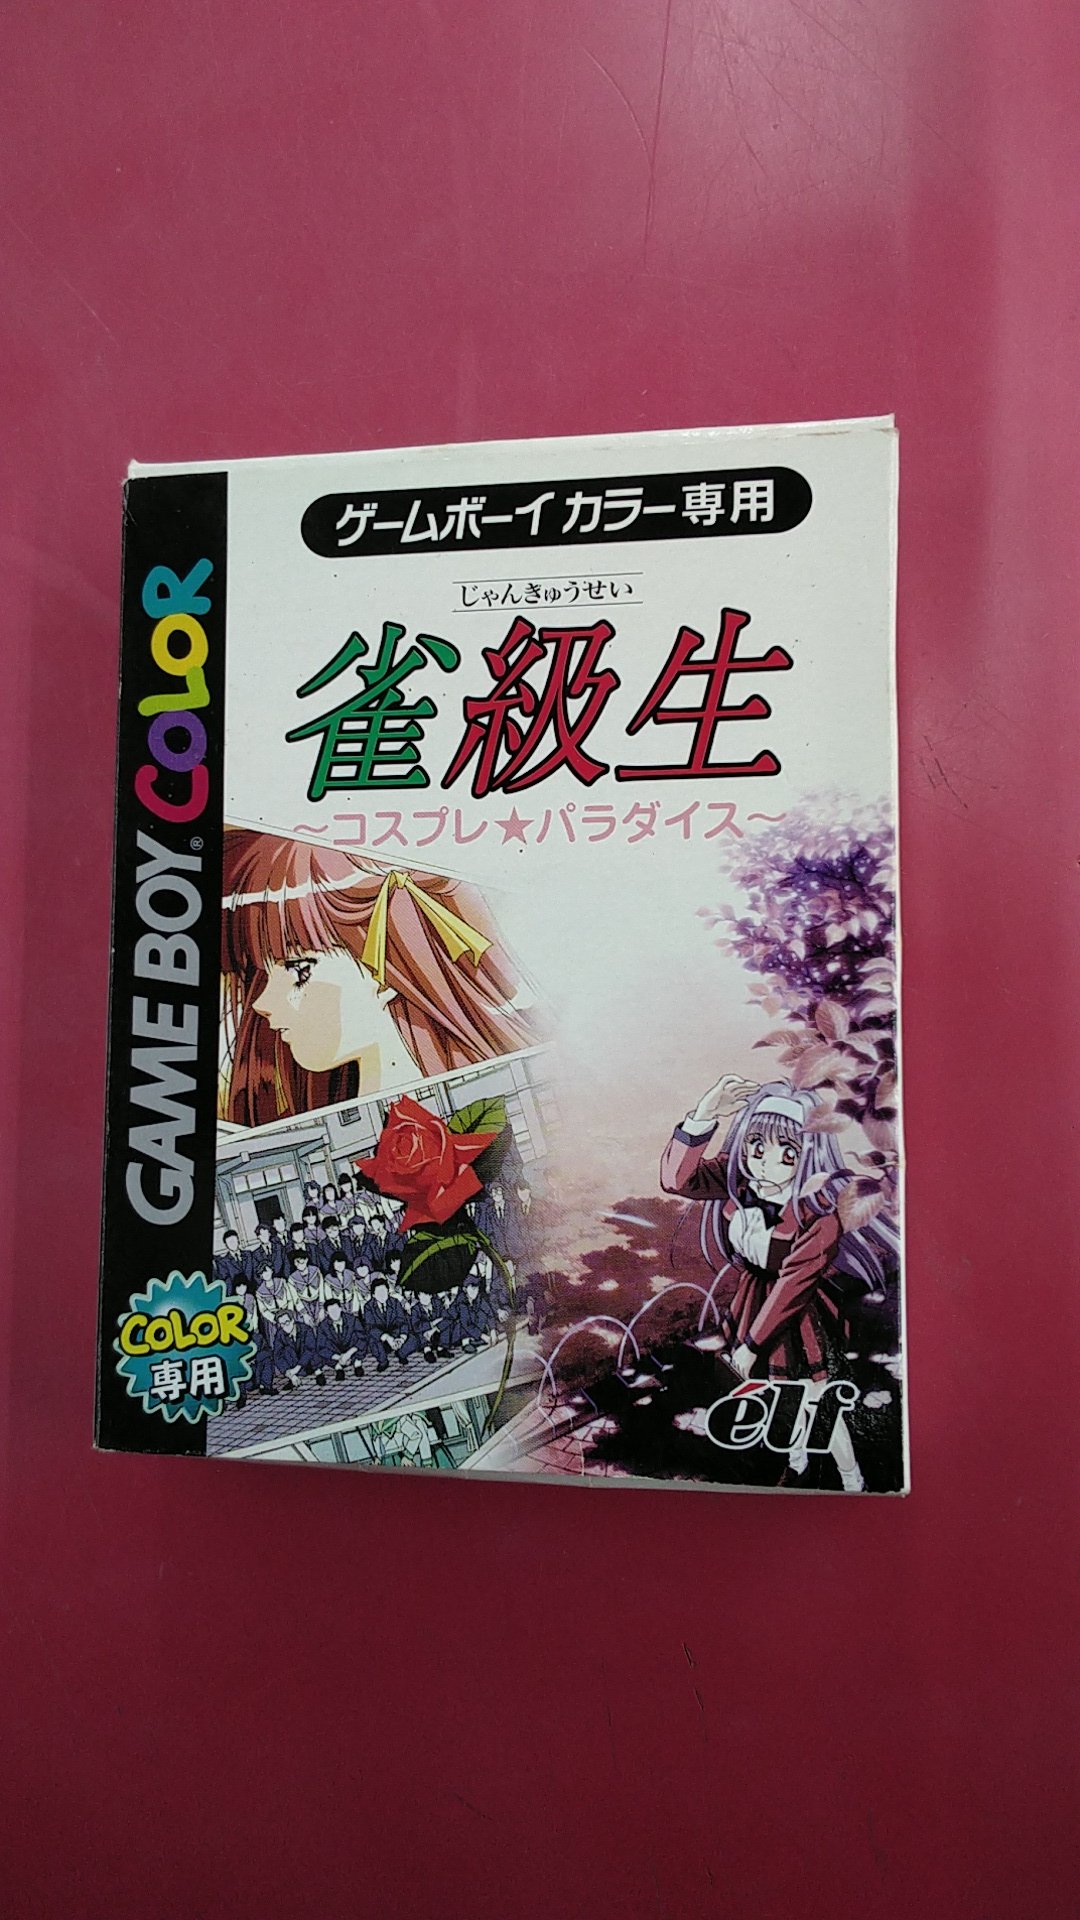 ゲームボーイ カラー専用
じゃんきゅうせい
雀級生
~コスプレ★パラダイス~
GAME BOY® COLOR
COLOR
専用
élf